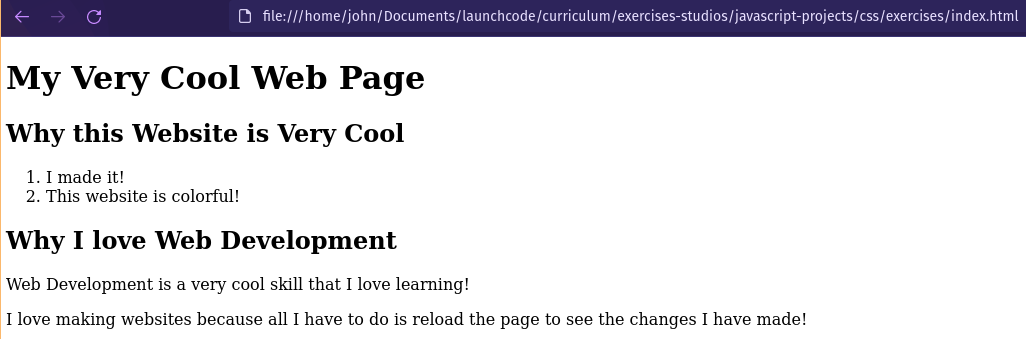 file:///home/john/Documents/launchcode/curriculum/exercises-studios/javascript-projects/css/exercises/index.html
My Very Cool Web Page
Why this Website is Very Cool
1. I made it!
2. This website is colorful!
Why I love Web Development
Web Development is a very cool skill that I love learning!
I love making websites because all I have to do is reload the page to see the changes I have made!